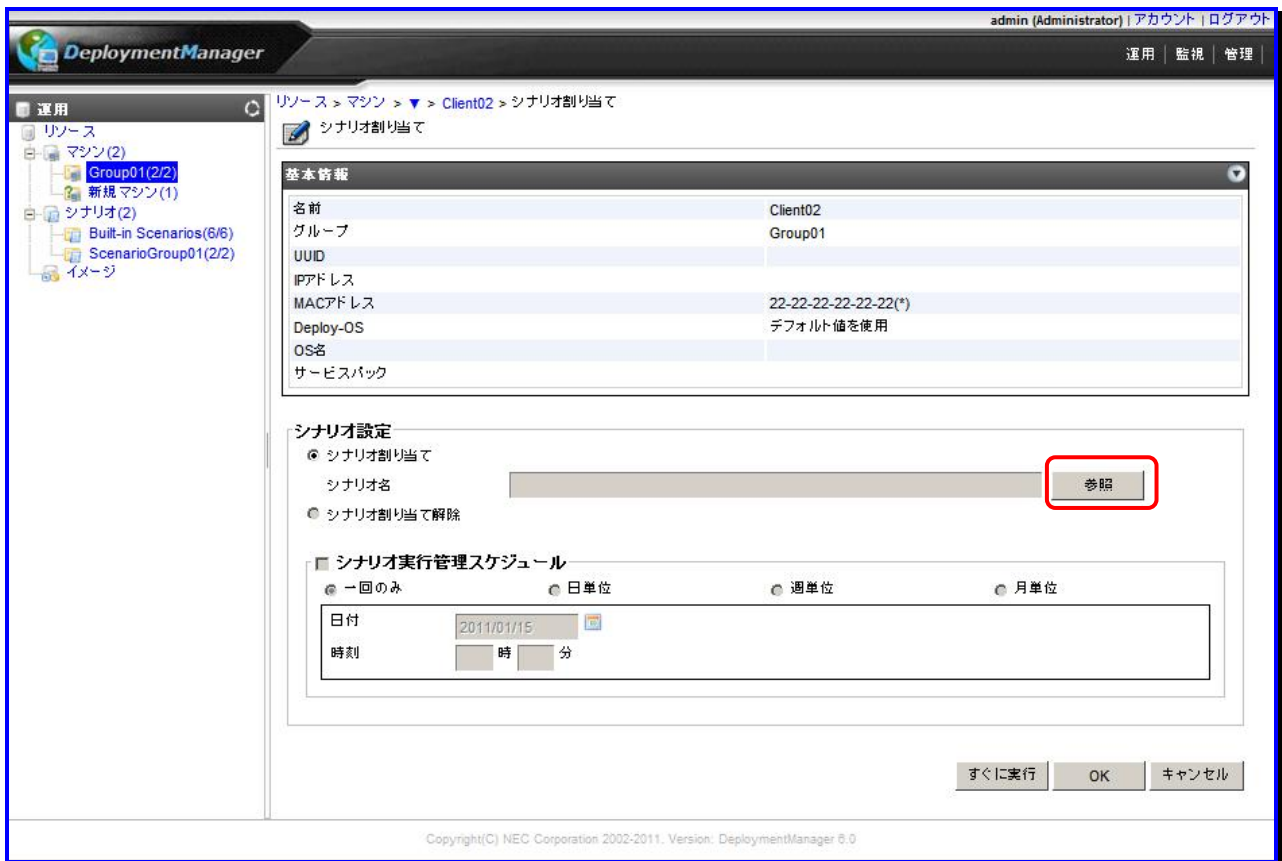 admin (Administrator) | アカウント | ログアウト
DeploymentManager
運用 | 監視 | 管理 |
運用
リソース
マシン(2)
Group01(2/2)
新規マシン(1)
シナリオ(2)
Built-in Scenarios(6/6)
ScenarioGroup01(2/2)
イメージ
リソース > マシン > ▼ > Client02 > シナリオ割り当て
シナリオ割り当て
基本情報
名前 Client02
グループ Group01
UUID
IPアドレス
MACアドレス 22-22-22-22-22-22(*)
Deploy-OS デフォルト値を使用
OS名
サービスパック
シナリオ設定
シナリオ割り当て
シナリオ名 参照
シナリオ割り当て解除
シナリオ実行管理スケジュール
一回のみ 日単位 週単位 月単位
日付 2011/01/15
時刻 時 分
すぐに実行 OK キャンセル
Copyright(C) NEC Corporation 2002-2011. Version: DeploymentManager 6.0